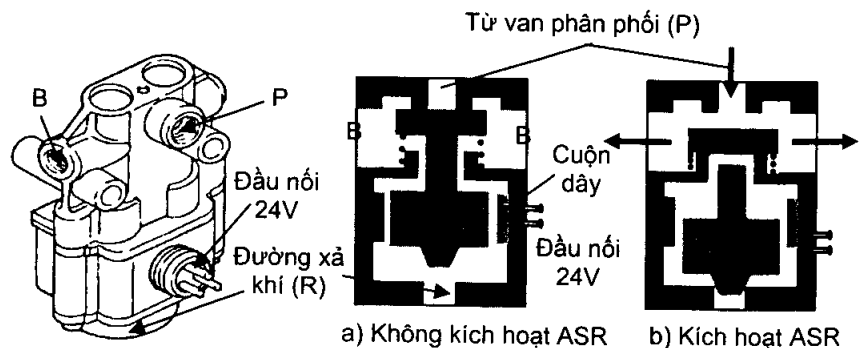 Từ van phân phối (P)
B
P
Đầu nối
24V
Đường xả
khí (R)
B
B
Cuộn
dây
Đầu nối
24V
a) Không kích hoạt ASR
b) Kích hoạt ASR